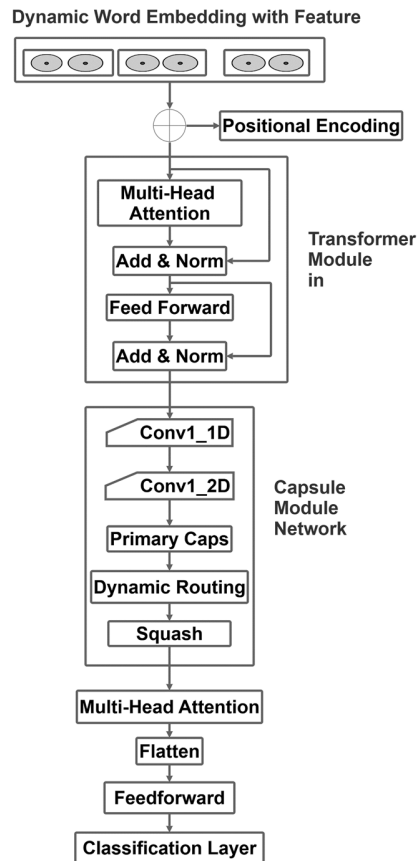 Dynamic Word Embedding with Feature
Positional Encoding
Multi-Head
Attention
Add & Norm
Feed Forward
Add & Norm
Transformer
Module
in
Conv1_1D
Conv1_2D
Primary Caps
Dynamic Routing
Squash
Capsule
Module
Network
Multi-Head Attention
Flatten
Feedforward
Classification Layer